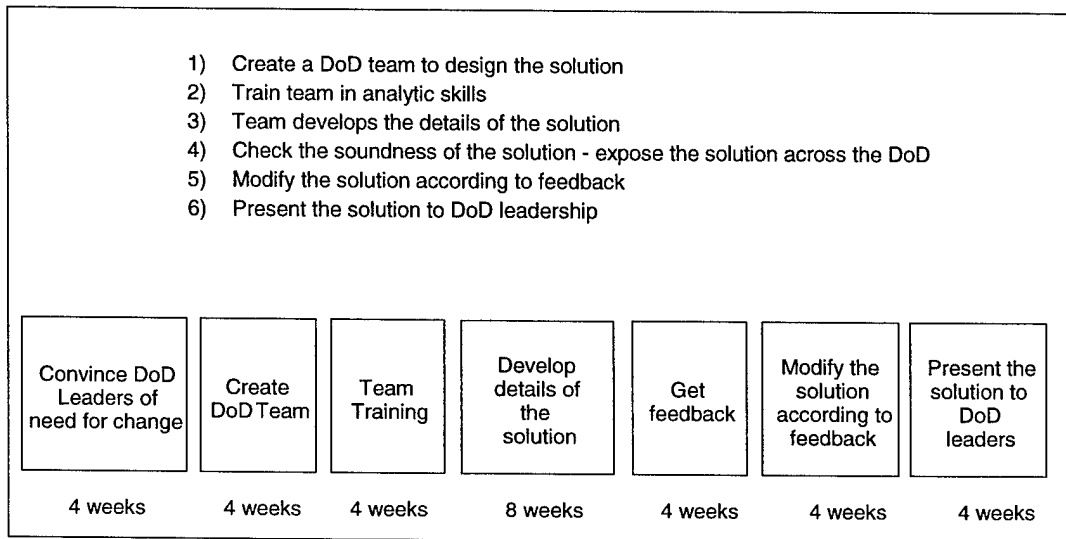 1) Create a DoD team to design the solution
2) Train team in analytic skills
3) Team develops the details of the solution
4) Check the soundness of the solution - expose the solution across the DoD
5) Modify the solution according to feedback
6) Present the solution to DoD leadership
Convince DoD
Leaders of
need for change
Create
DoD Team
Team
Training
Develop
details of
the
solution
Get
feedback
Modify the
solution
according to
feedback
Present the
solution to
DoD
leaders
4 weeks
4 weeks
4 weeks
8 weeks
4 weeks
4 weeks
4 weeks